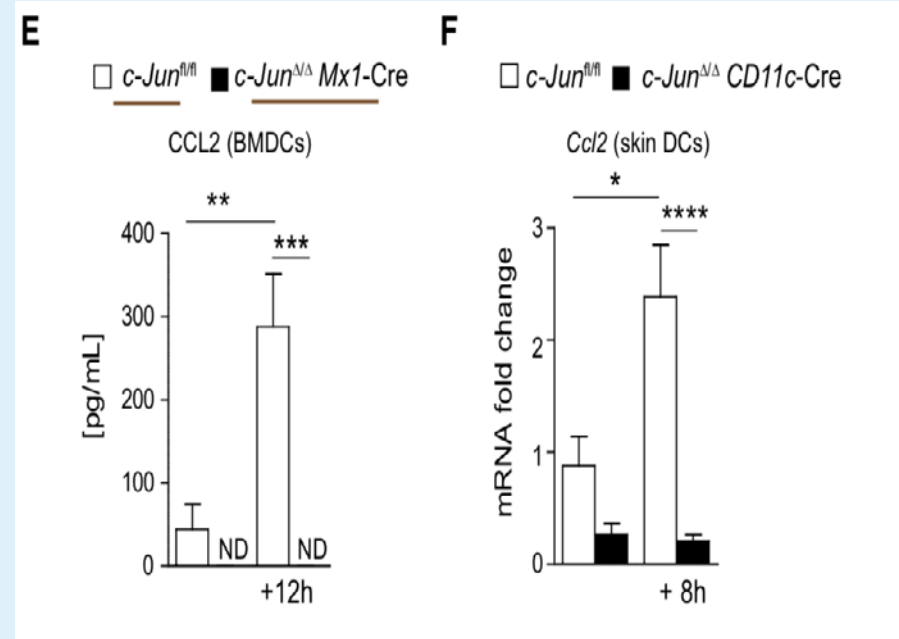 E
c-Jun^fl/fl c-Jun^Δ/Δ Mx1-Cre
CCL2 (BMDCs)
**
***
400
300
200
100
0
[pg/mL]
ND
ND
+12h
F
c-Jun^fl/fl c-Jun^Δ/Δ CD11c-Cre
Ccl2 (skin DCs)
*
****
3
2
1
0
mRNA fold change
+ 8h